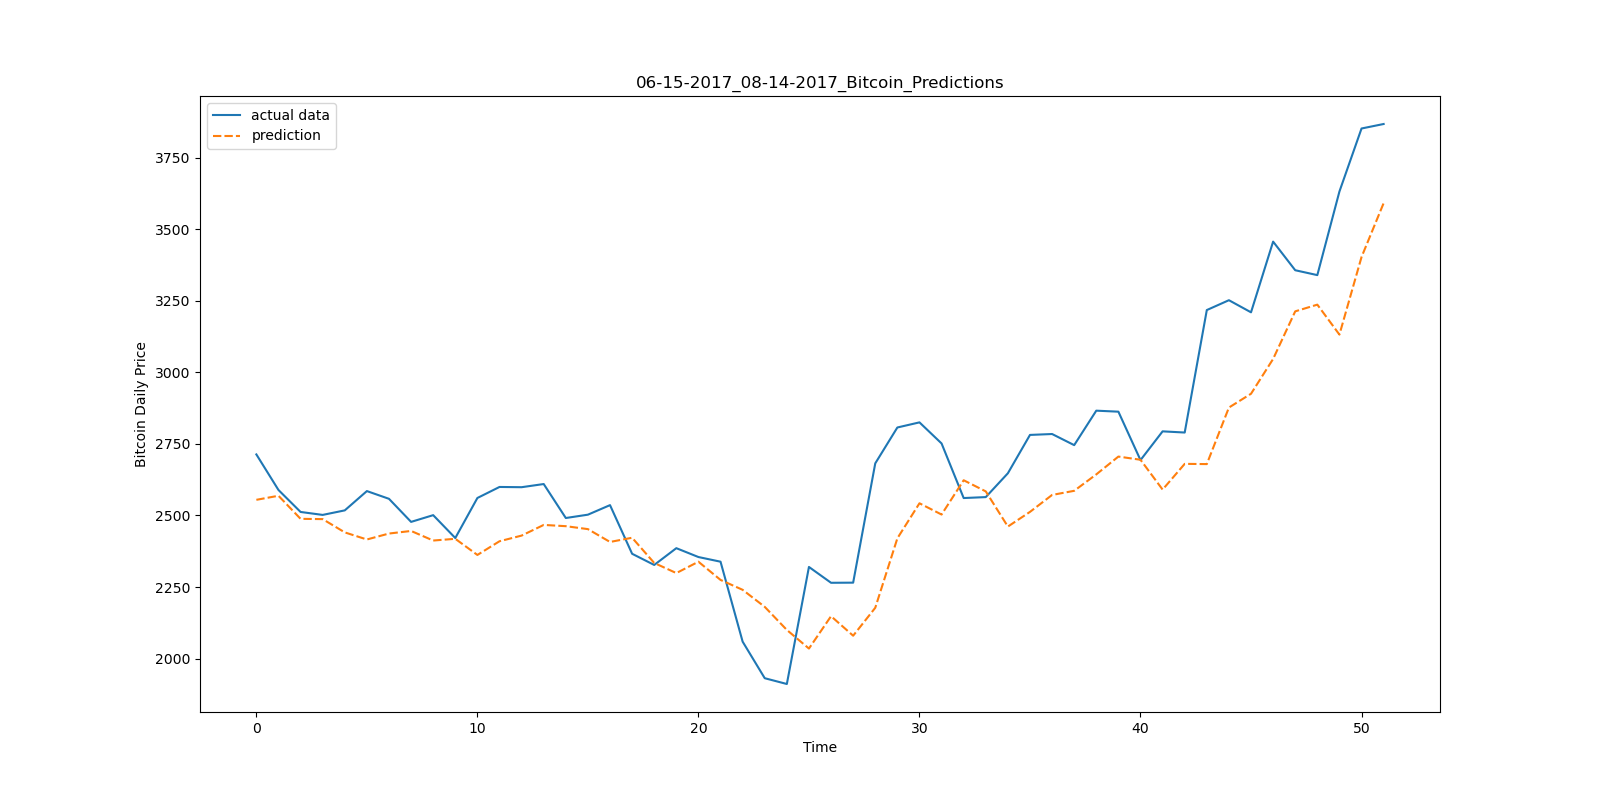 06-15-2017_08-14-2017_Bitcoin_Predictions
actual data
prediction
3750
3500
3250
3000
2750
2500
2250
2000
Bitcoin Daily Price
0 10 20 30 40 50
Time